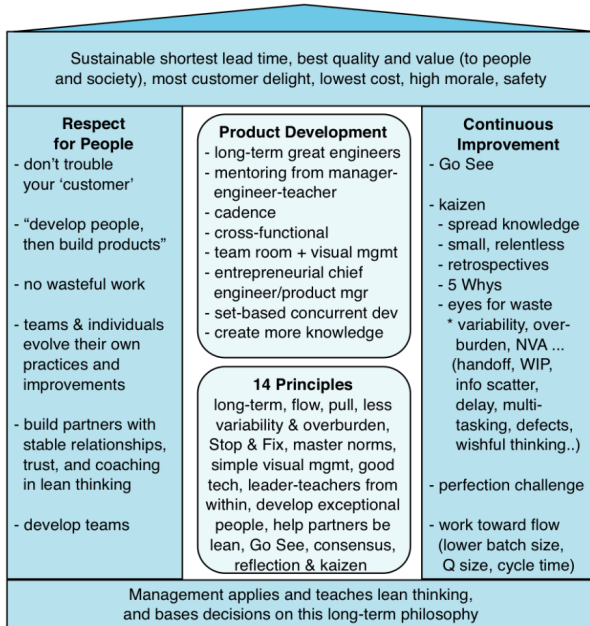 Sustainable shortest lead time, best quality and value (to people
and society), most customer delight, lowest cost, high morale, safety
Respect
for People
- don't trouble
your 'customer'
- "develop people,
then build products"
- no wasteful work
- teams & individuals
evolve their own
practices and
improvements
- build partners with
stable relationships,
trust, and coaching
in lean thinking
- develop teams
Product Development
- long-term great engineers
- mentoring from manager-
engineer-teacher
- cadence
- cross-functional
- team room + visual mgmt
- entrepreneurial chief
engineer/product mgr
- set-based concurrent dev
- create more knowledge
14 Principles
long-term, flow, pull, less
variability & overburden,
Stop & Fix, master norms,
simple visual mgmt, good
tech, leader-teachers from
within, develop exceptional
people, help partners be
lean, Go See, consensus,
reflection & kaizen
Continuous
Improvement
- Go See
- kaizen
- spread knowledge
- small, relentless
- retrospectives
- 5 Whys
- eyes for waste
* variability, over-
burden, NVA ...
(handoff, WIP,
info scatter,
delay, multi-
tasking, defects,
wishful thinking..)
- perfection challenge
- work toward flow
(lower batch size,
Q size, cycle time)
Management applies and teaches lean thinking,
and bases decisions on this long-term philosophy